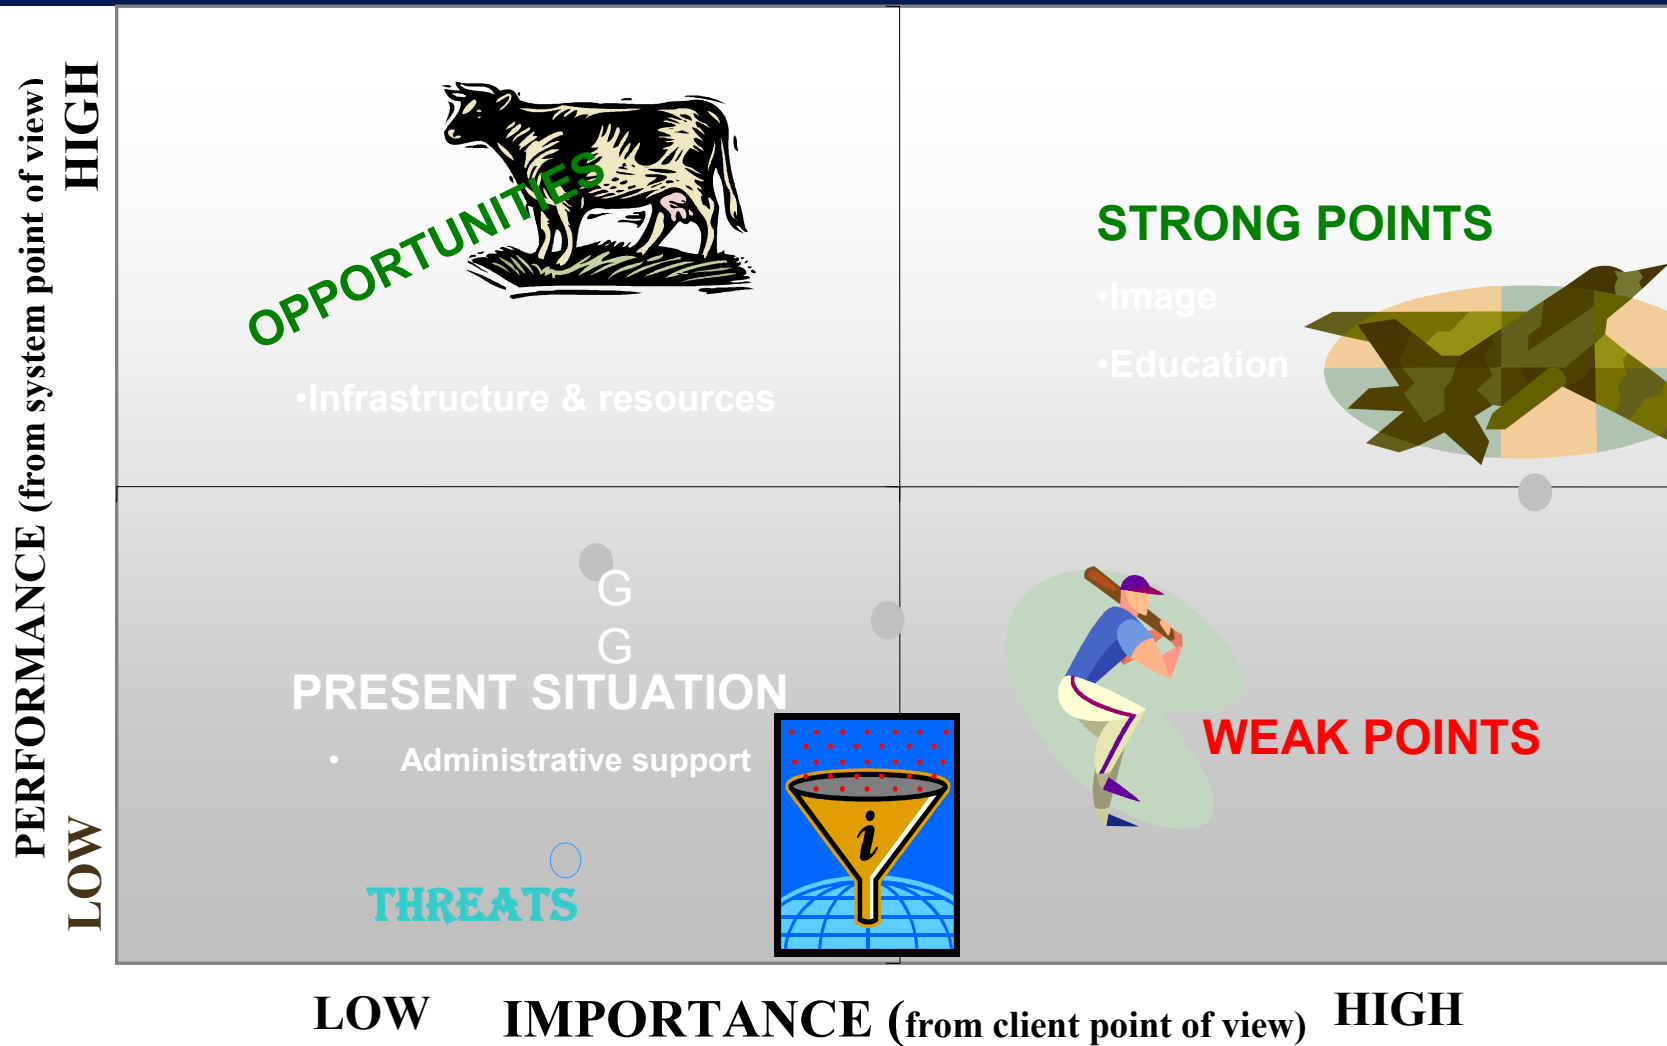 PERFORMANCE (from system point of view)
HIGH
LOW
OPPORTUNITIES
•Infrastructure & resources
STRONG POINTS
•Image
•Education
G
G
PRESENT SITUATION
• Administrative support
THREATS
i
WEAK POINTS
LOW IMPORTANCE (from client point of view) HIGH